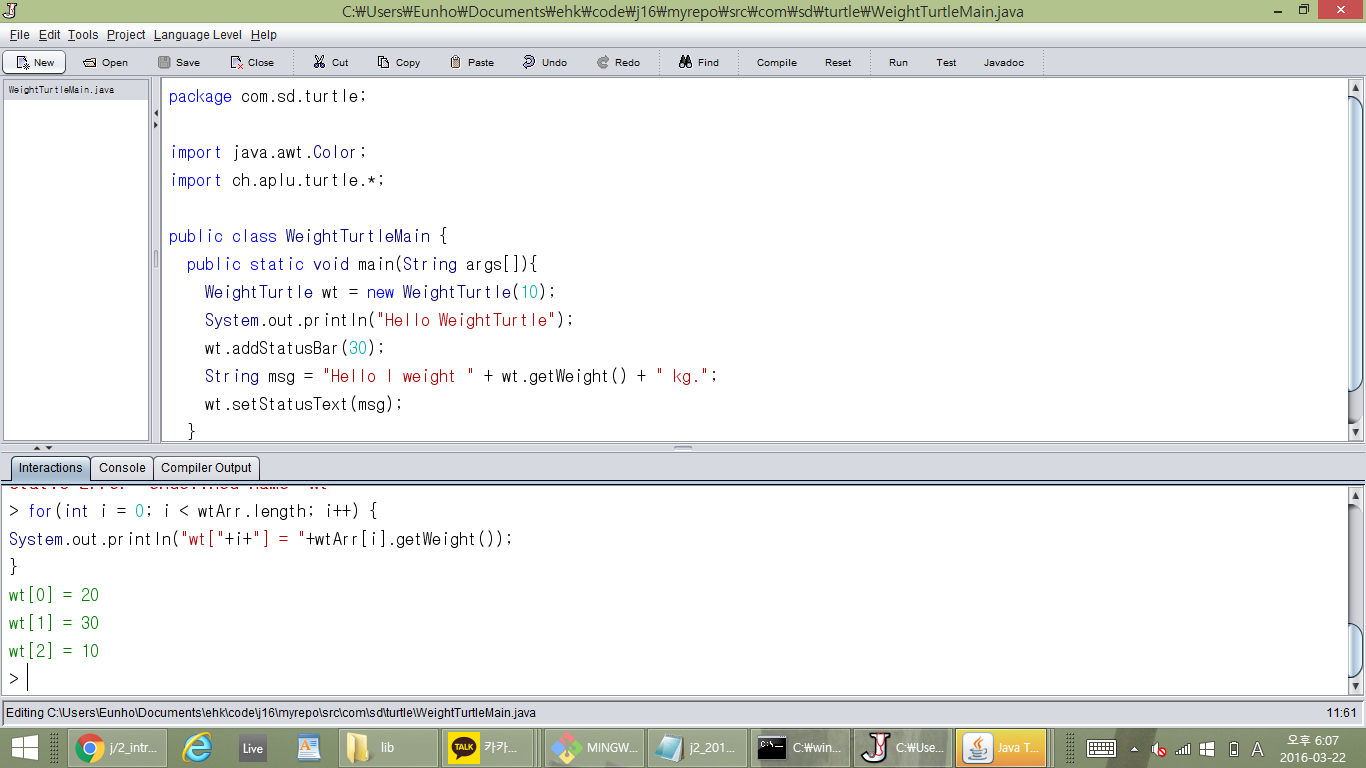 C:₩Users₩Eunho₩Documents₩ehk₩code₩j16₩myrepo₩src₩com₩sd₩turtle₩WeightTurtleMain.java
File Edit Tools Project Language Level Help
New Open Save Close Cut Copy Paste Undo Redo Find Compile Reset Run Test Javadoc
WeightTurtleMain.java
package com.sd.turtle;
import java.awt.Color;
import ch.aplu.turtle.*;
public class WeightTurtleMain {
public static void main(String args[]){
WeightTurtle wt = new WeightTurtle(10);
System.out.println("Hello WeightTurtle");
wt.addStatusBar(30);
String msg = "Hello I weight " + wt.getWeight() + " kg.";
wt.setStatusText(msg);
}
Interactions Console Compiler Output
> for(int i = 0; i < wtArr.length; i++) {
System.out.println("wt["+i+"] = "+wtArr[i].getWeight());
}
wt[0] = 20
wt[1] = 30
wt[2] = 10
>
Editing C:\Users\Eunho\Documents\ehk\code\j16\myrepo\src\com\sd\turtle\WeightTurtleMain.java 11:61
j/2_intr... Live lib TALK 카카... MINGW... j2_201... C:₩win... C:₩Use... Java T... A 오후 6:07
2016-03-22